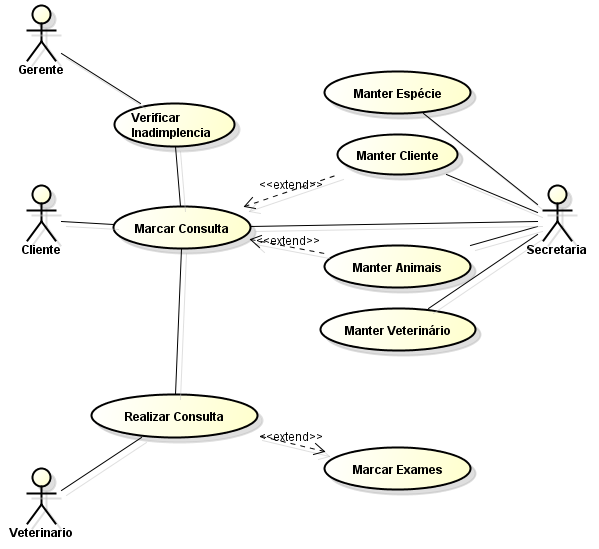 Gerente
Verificar
Inadimplencia
Manter Espécie
Manter Cliente
<<extend>>
Cliente
Marcar Consulta
Secretaria
<<extend>>
Manter Animais
Manter Veterinário
Realizar Consulta
<<extend>>
Marcar Exames
Veterinario